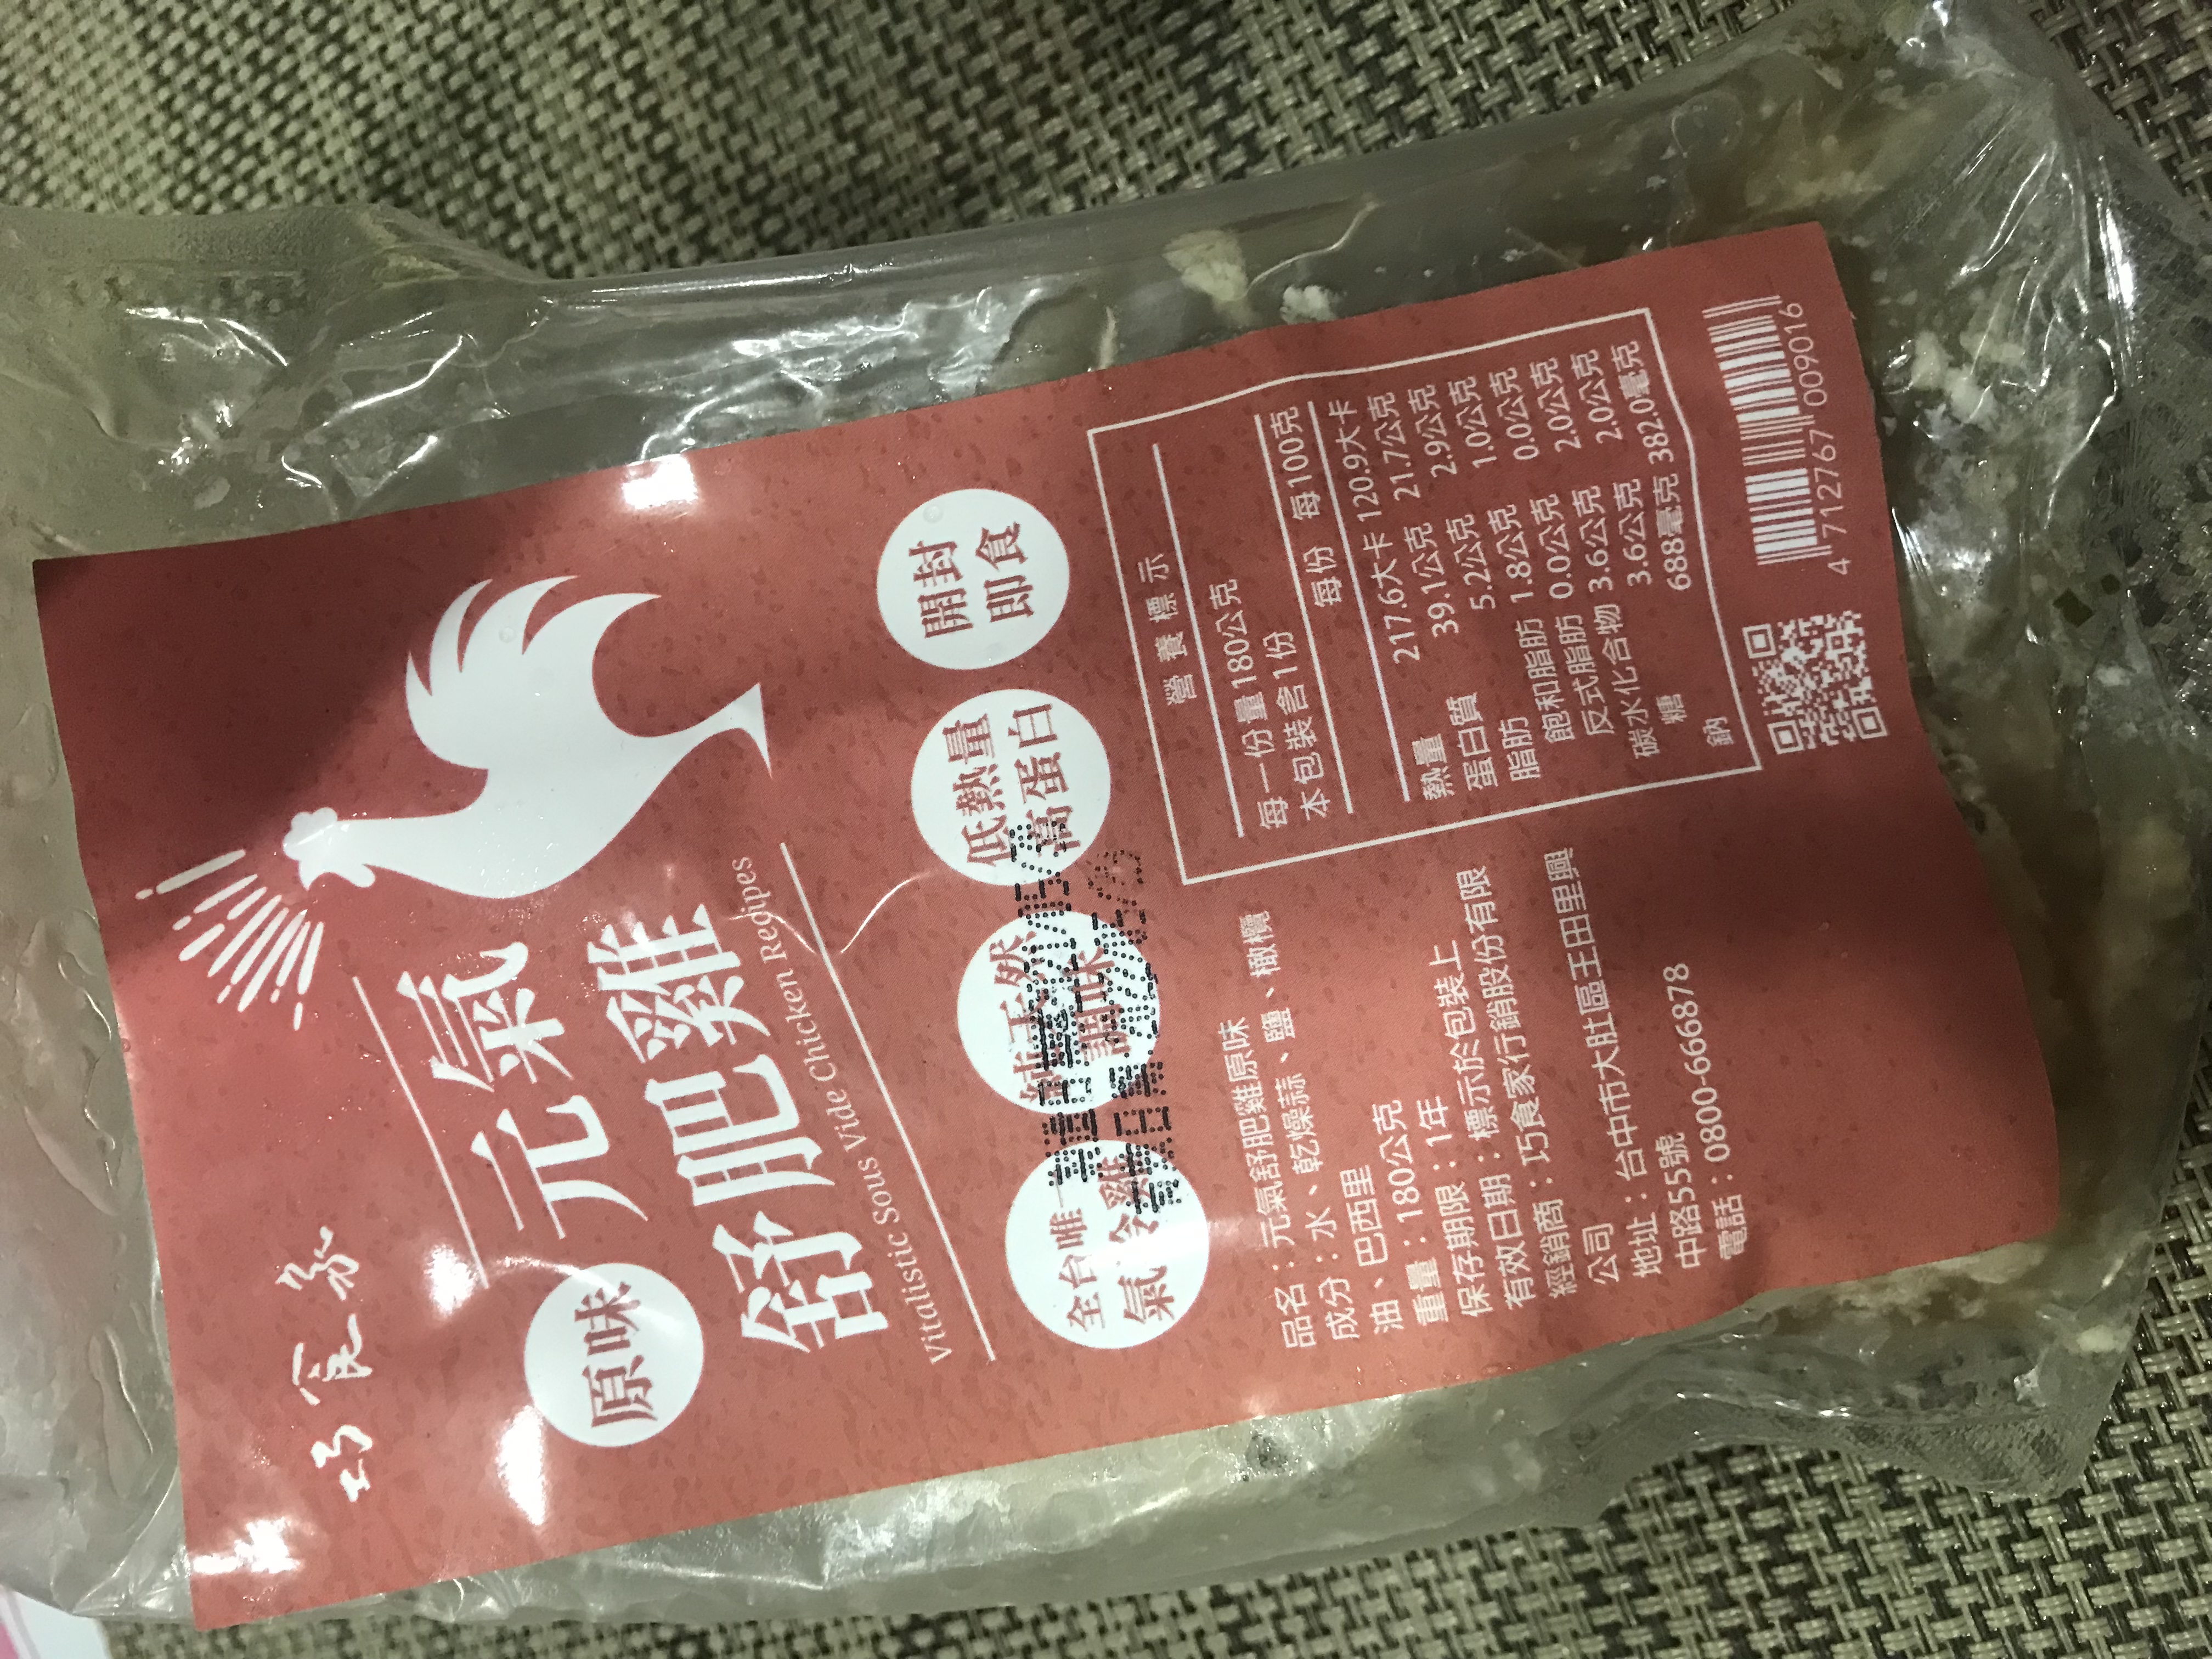 巧食家
元氣
原味
舒肥雞
Vitalistic Sous Vide Chicken Redipes
全台唯一
氣冷雞
純天然
調味
低熱量
高蛋白
開封
即食
品名：元氣舒肥雞原味
成分：水、乾燥蒜、鹽、橄欖
油、巴西里
重量：180公克
保存期限：1年
有效日期：標示於包裝上
經銷商：巧食家行銷股份有限
公司
地址：台中市大肚區王田里興
中路55號
電話：0800-666878
營養標示
每一份量180公克
本包裝含1份
每份 每100克
熱量 217.6大卡 120.9大卡
蛋白質 39.1公克 21.7公克
脂肪 5.2公克 2.9公克
飽和脂肪 1.8公克 1.0公克
反式脂肪 0.0公克 0.0公克
碳水化合物 3.6公克 2.0公克
糖 3.6公克 2.0公克
鈉 688毫克 382.0毫克
4 712767 009016